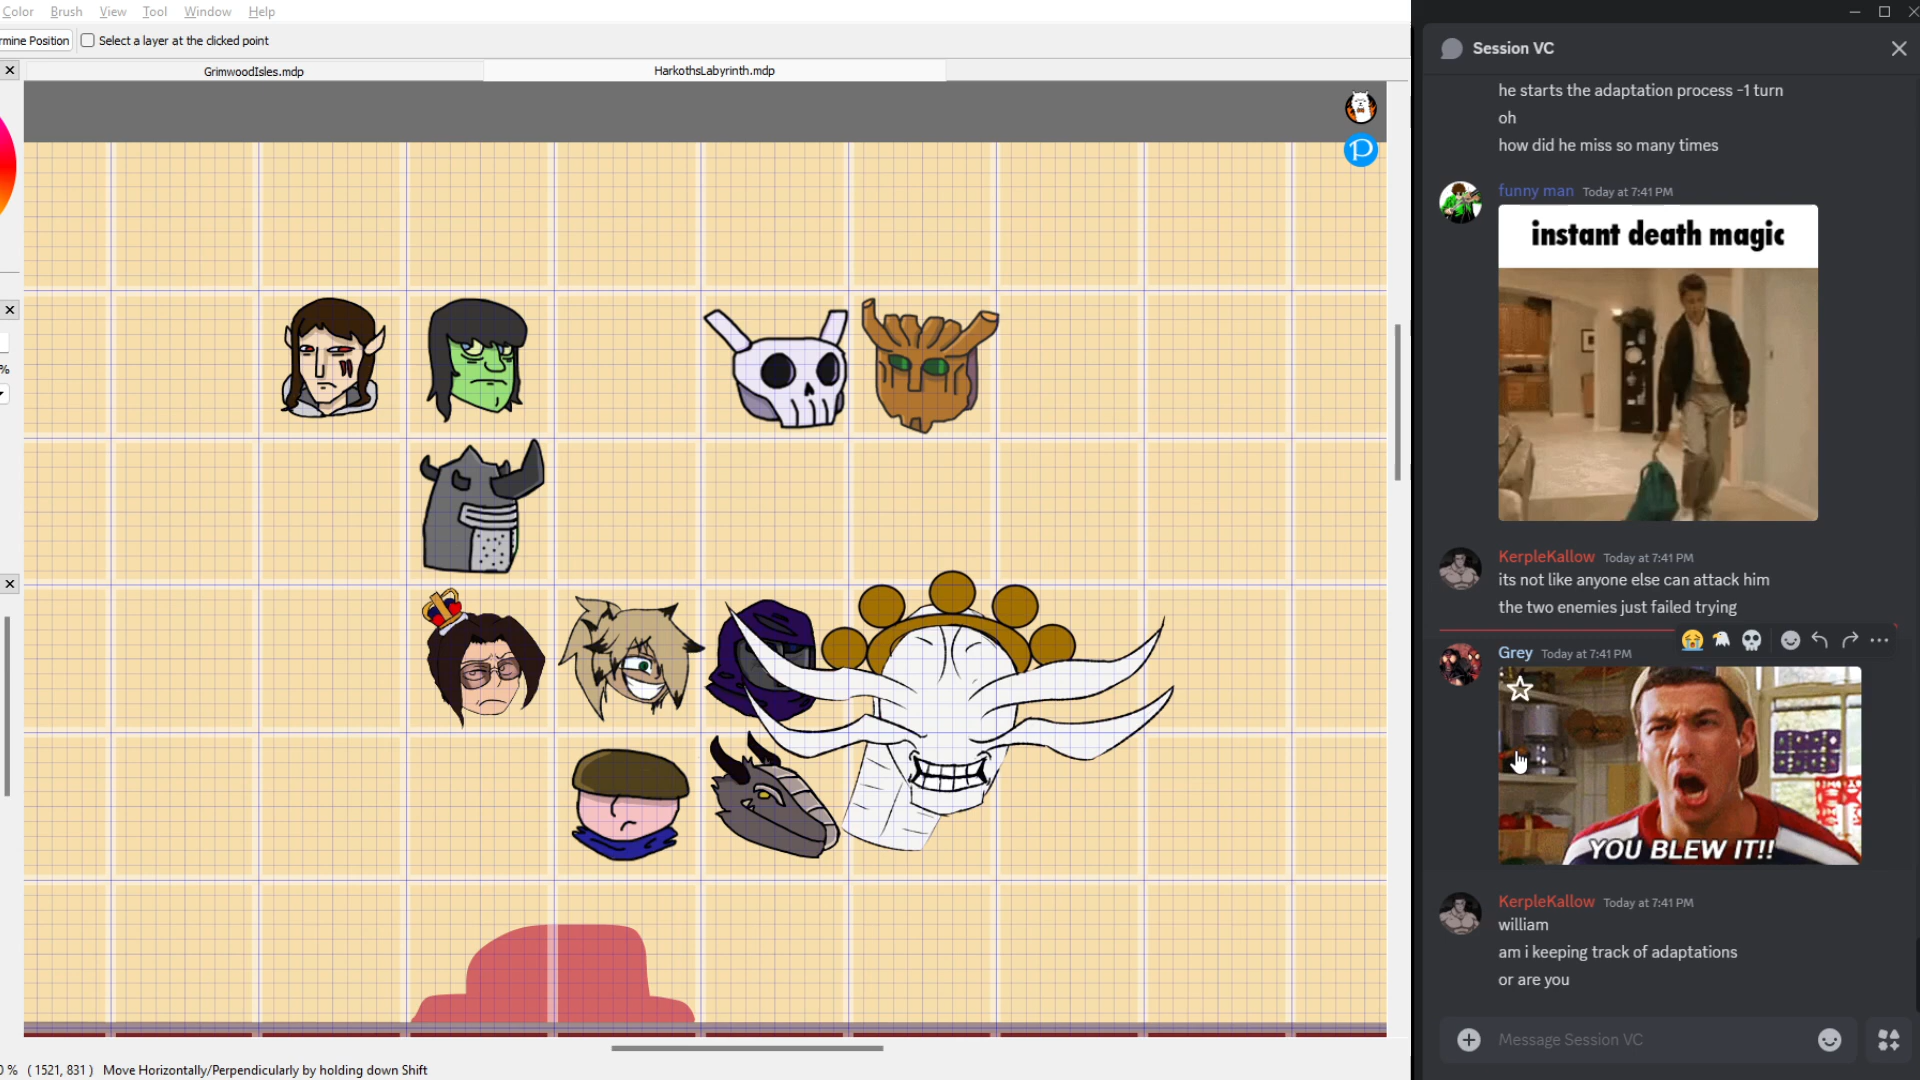 Color Brush View Tool Window Help
rmine Position Select a layer at the clicked point
GrimwoodIsles.mdp HarkothsLabyrinth.mdp
%
0 % ( 1521, 831 ) Move Horizontally/Perpendicularly by holding down Shift
Session VC
he starts the adaptation process -1 turn
oh
how did he miss so many times
funny man Today at 7:41 PM
instant death magic
KerpleKallow Today at 7:41 PM
its not like anyone else can attack him
the two enemies just failed trying
Grey Today at 7:41 PM
YOU BLEW IT!!
KerpleKallow Today at 7:41 PM
william
am i keeping track of adaptations
or are you
Message Session VC